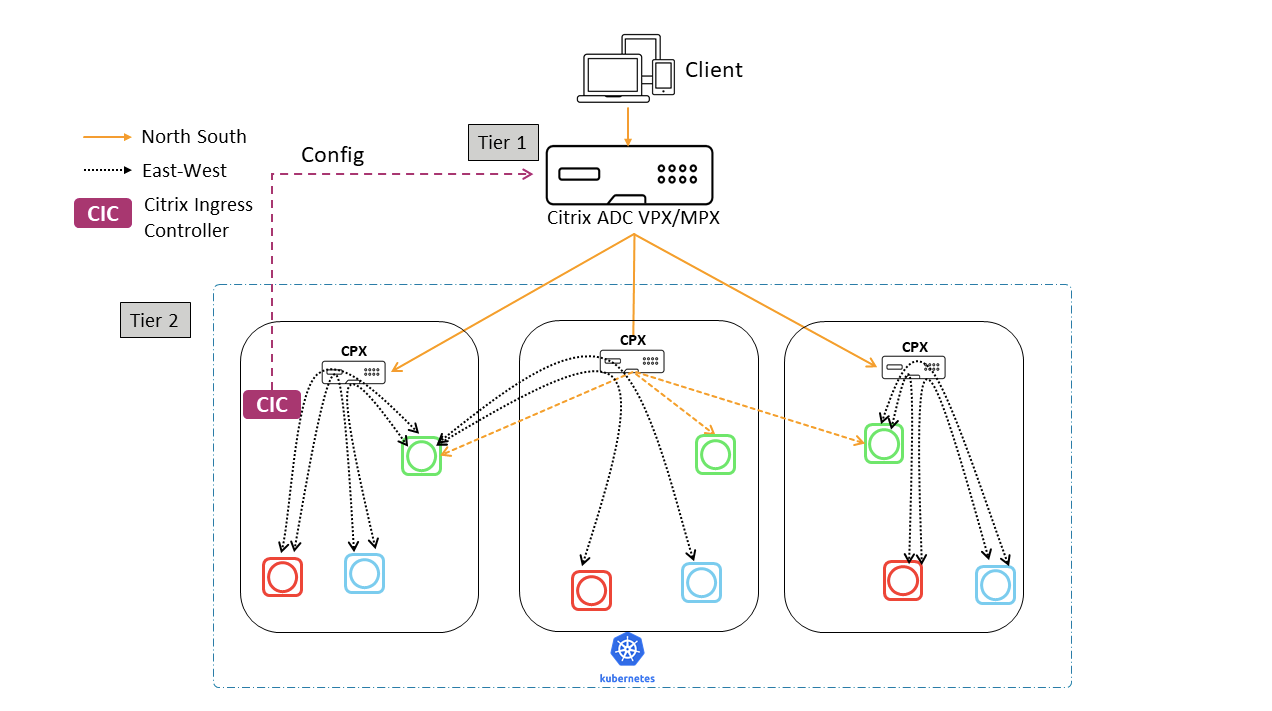 Client
North South
East-West
CIC
Citrix Ingress
Controller
Config
Tier 1
Citrix ADC VPX/MPX
Tier 2
CPX
CPX
CPX
CIC
kubernetes